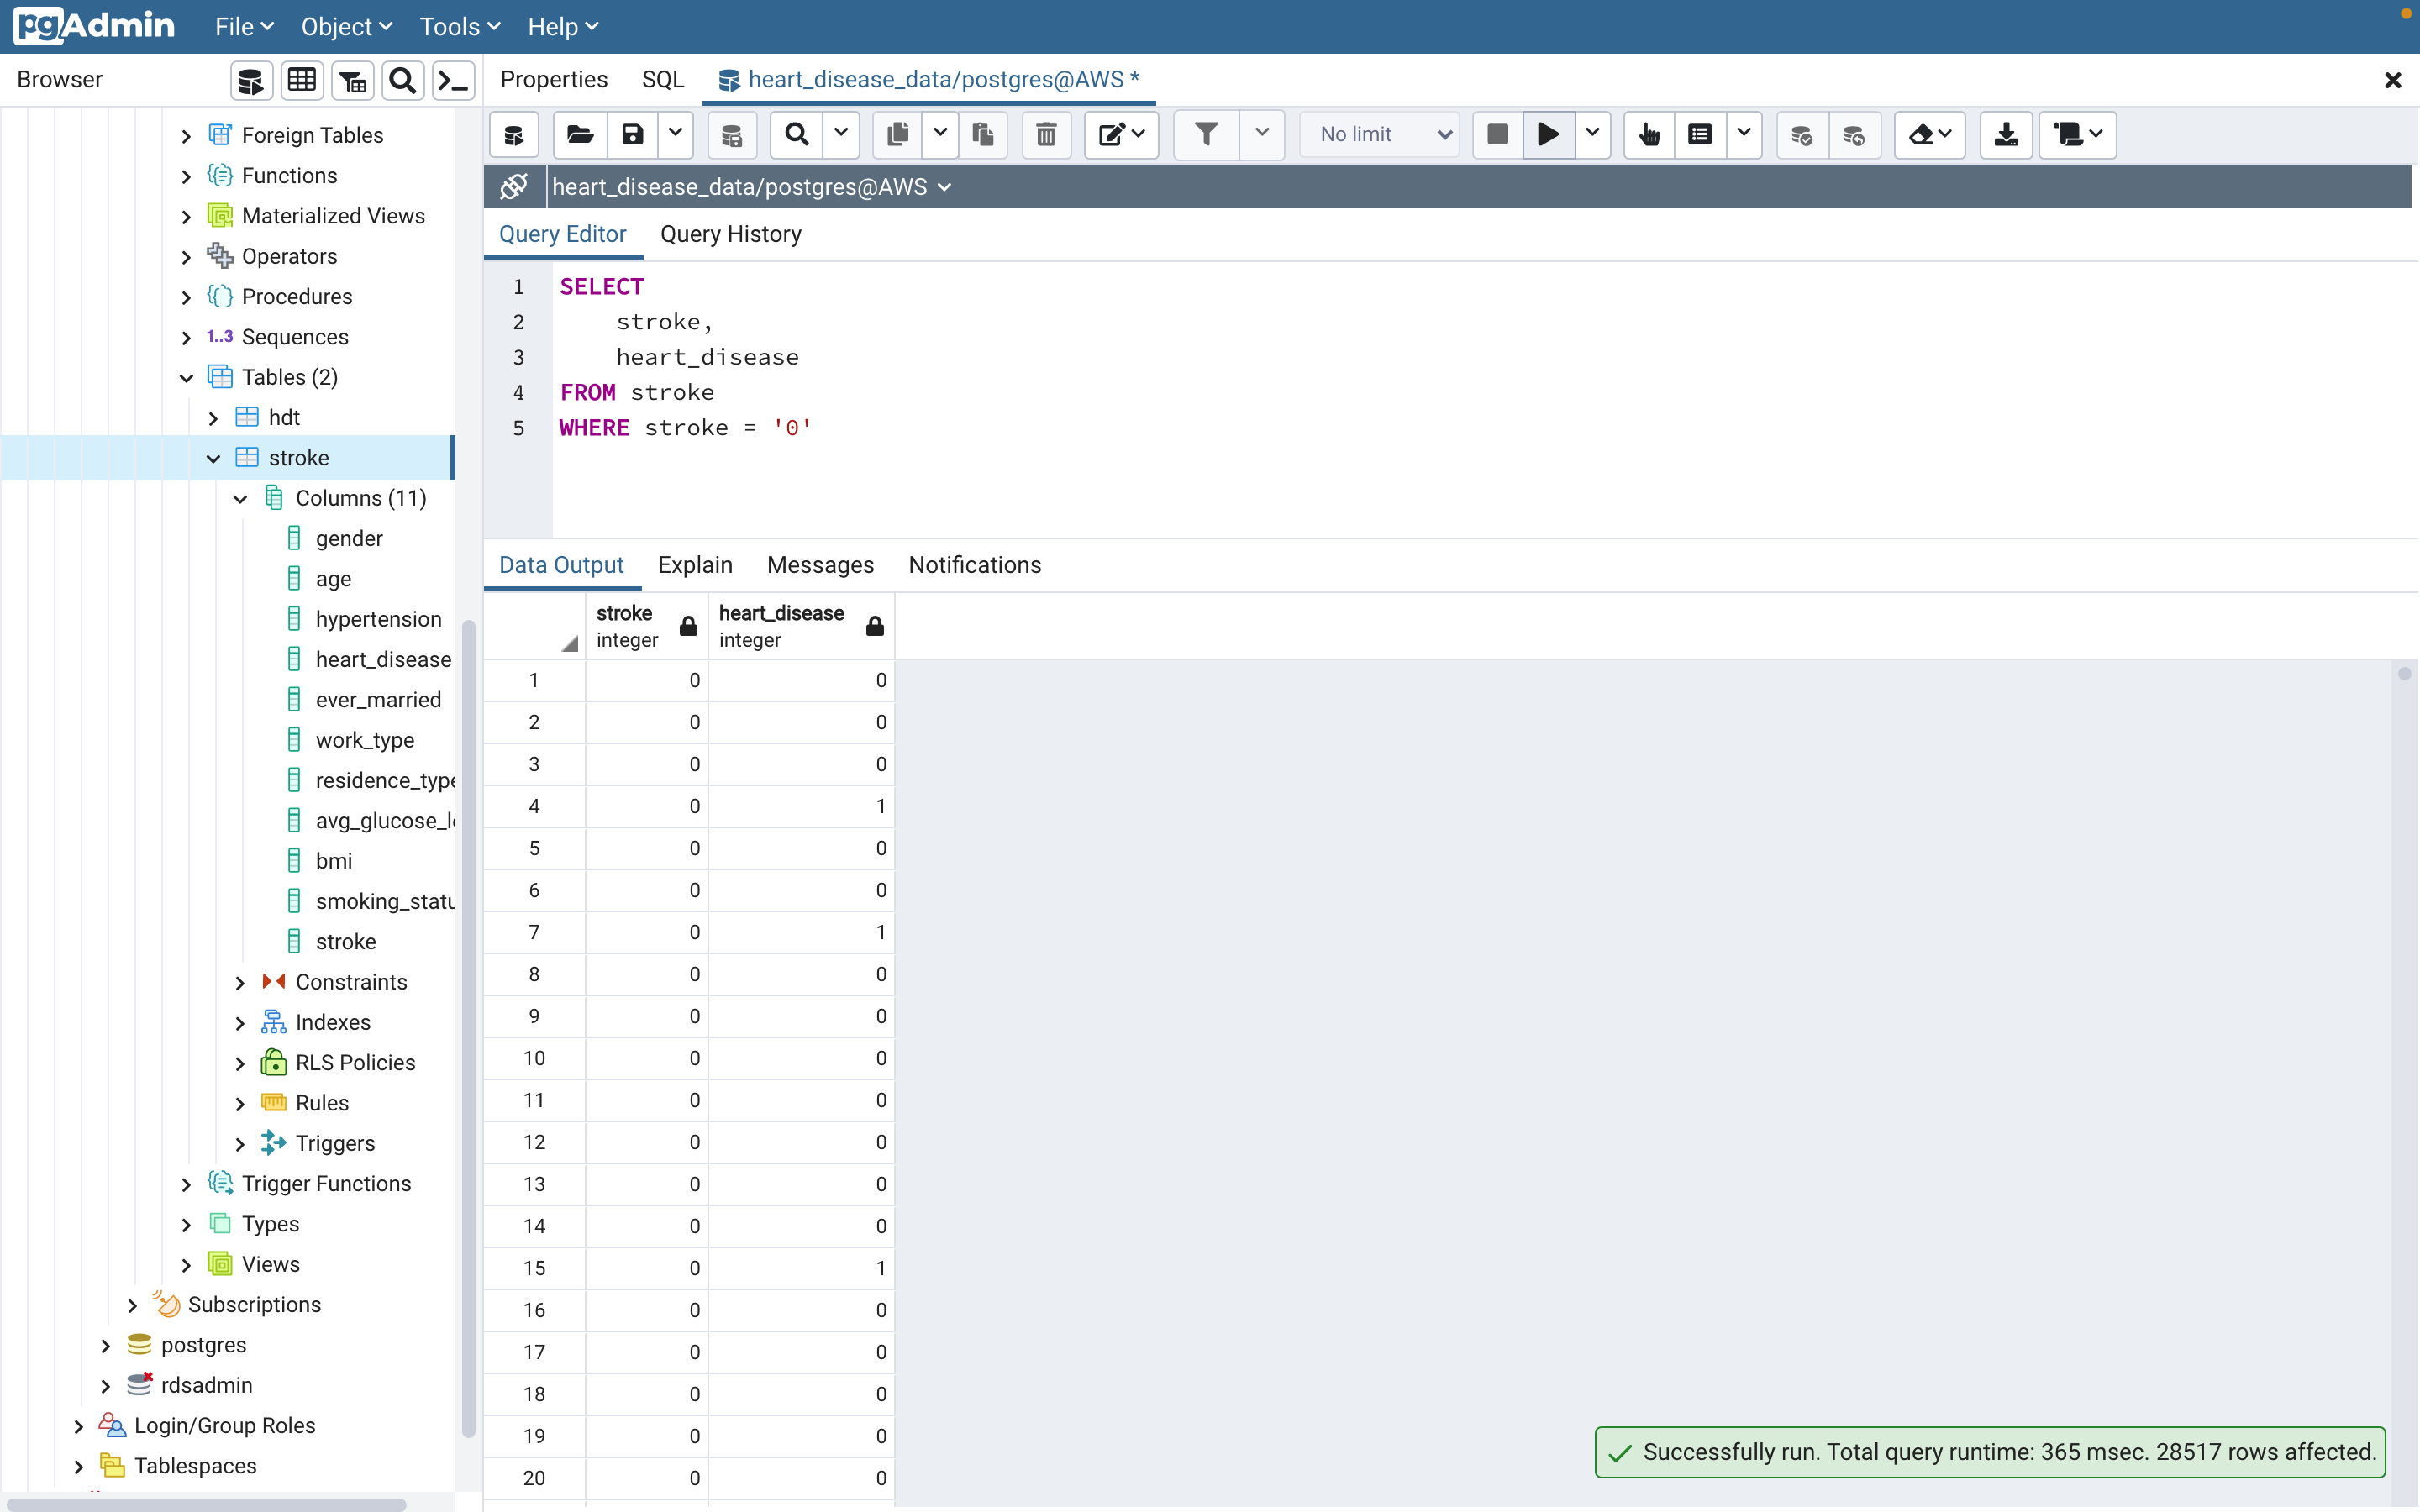 pgAdmin File Object Tools Help
Browser
Properties SQL heart_disease_data/postgres@AWS *
No limit
heart_disease_data/postgres@AWS
Query Editor Query History
1 SELECT
2 stroke,
3 heart_disease
4 FROM stroke
5 WHERE stroke = '0'
Foreign Tables
Functions
Materialized Views
Operators
Procedures
1..3 Sequences
Tables (2)
hdt
stroke
Columns (11)
gender
age
hypertension
heart_disease
ever_married
work_type
residence_type
avg_glucose_l
bmi
smoking_statu
stroke
Constraints
Indexes
RLS Policies
Rules
Triggers
Trigger Functions
Types
Views
Subscriptions
postgres
rdsadmin
Login/Group Roles
Tablespaces
Data Output Explain Messages Notifications
stroke heart_disease
integer integer
1 0 0
2 0 0
3 0 0
4 0 1
5 0 0
6 0 0
7 0 1
8 0 0
9 0 0
10 0 0
11 0 0
12 0 0
13 0 0
14 0 0
15 0 1
16 0 0
17 0 0
18 0 0
19 0 0
20 0 0
Successfully run. Total query runtime: 365 msec. 28517 rows affected.